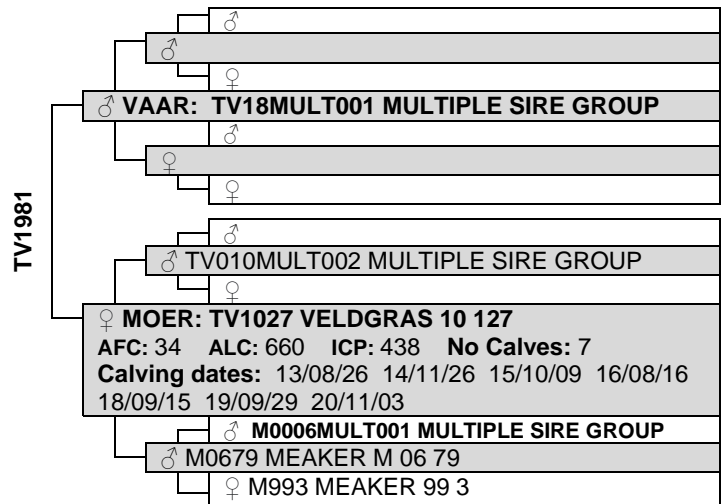 ♂
♂
♀
♂ VAAR: TV18MULT001 MULTIPLE SIRE GROUP
♂
♀
♀
TV1981
♂
♂ TV010MULT002 MULTIPLE SIRE GROUP
♀
♀ MOER: TV1027 VELDGRAS 10 127
AFC: 34 ALC: 660 ICP: 438 No Calves: 7
Calving dates: 13/08/26 14/11/26 15/10/09 16/08/16
18/09/15 19/09/29 20/11/03
♂ M0006MULT001 MULTIPLE SIRE GROUP
♂ M0679 MEAKER M 06 79
♀ M993 MEAKER 99 3